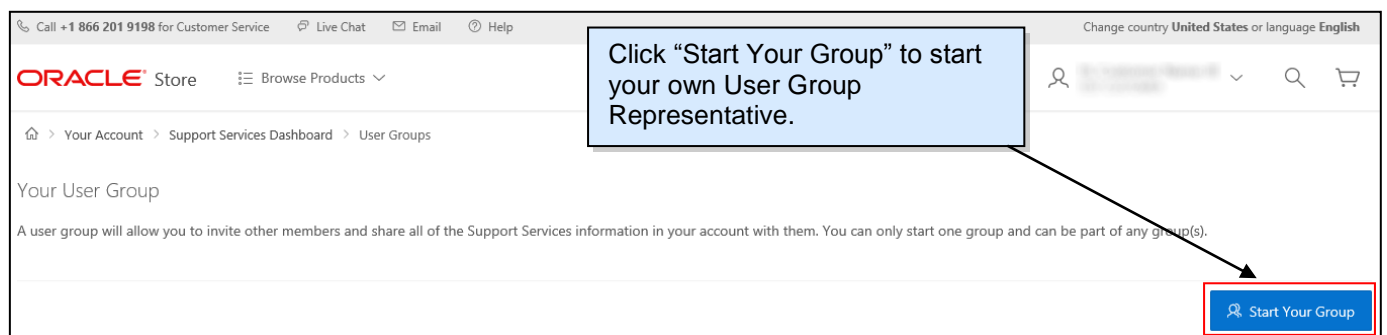 Call +1 866 201 9198 for Customer Service Live Chat Email Help Change country United States or language English
ORACLE Store Browse Products
Click “Start Your Group” to start
your own User Group
Representative.
> Your Account > Support Services Dashboard > User Groups
Your User Group
A user group will allow you to invite other members and share all of the Support Services information in your account with them. You can only start one group and can be part of any group(s).
Start Your Group